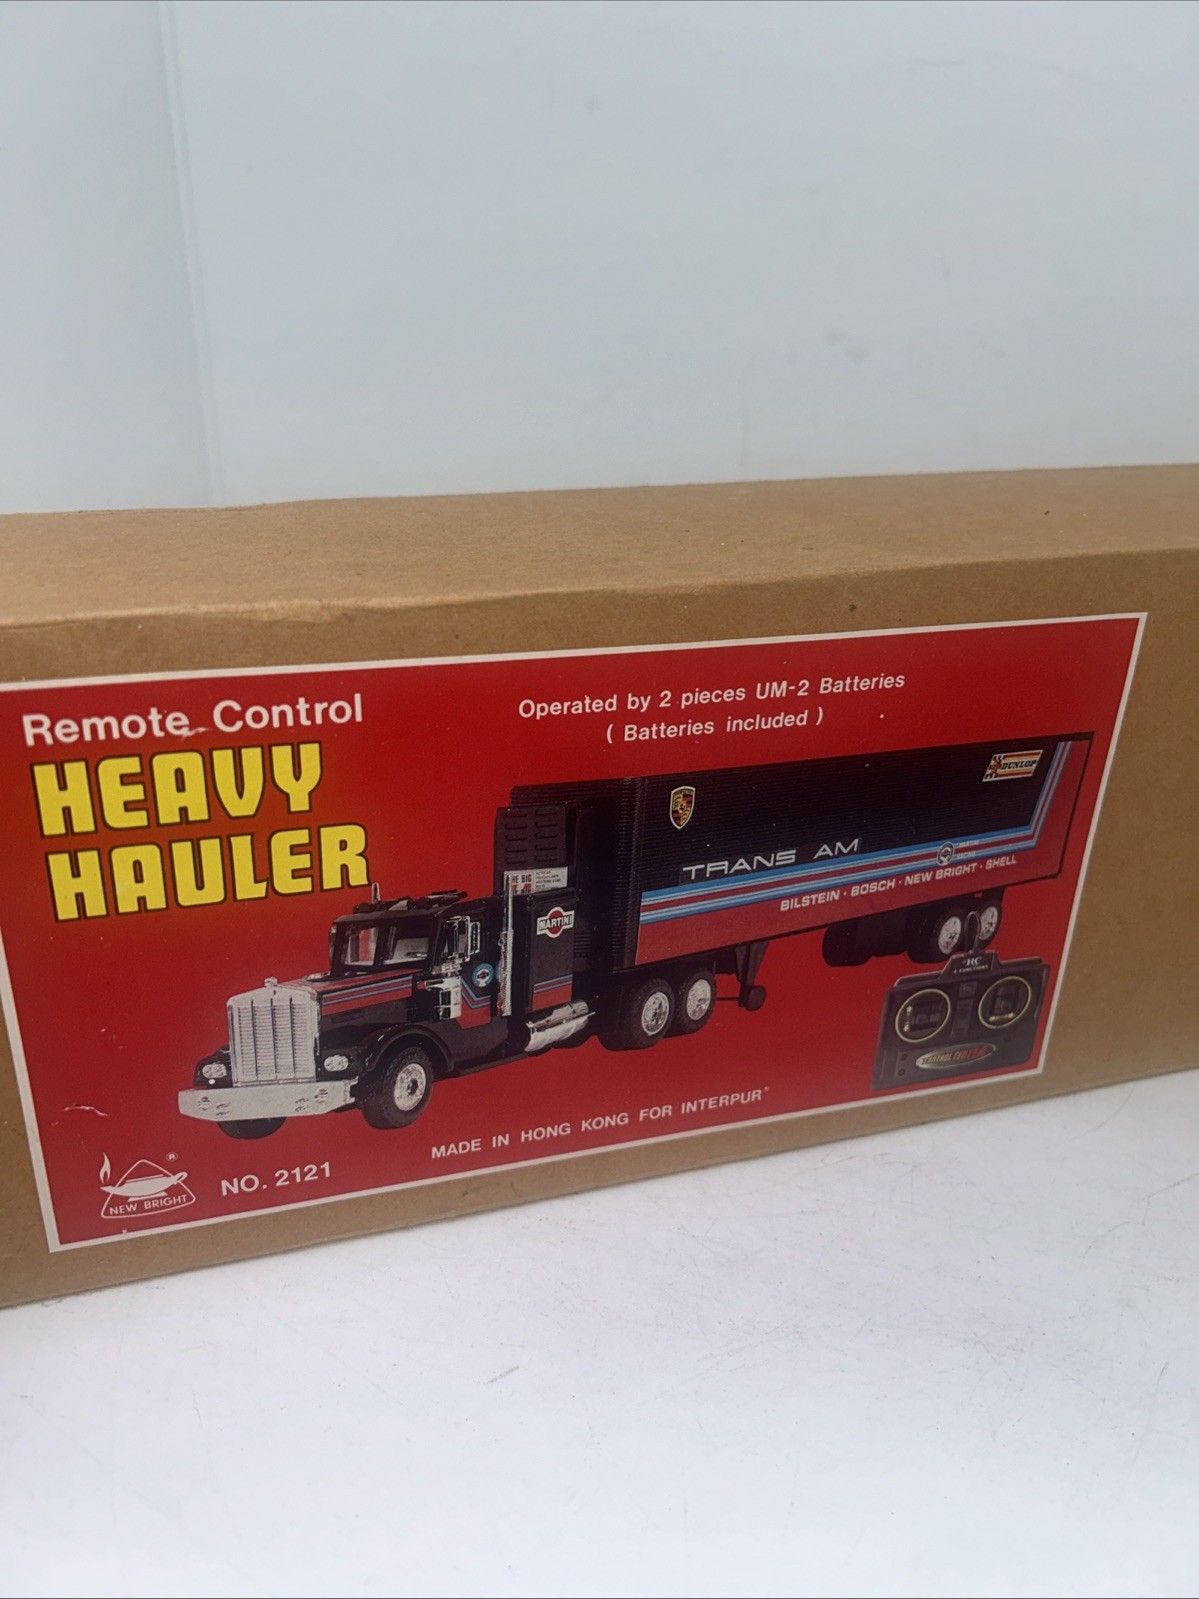 Remote Control
HEAVY
HAULER
Operated by 2 pieces UM-2 Batteries
( Batteries included )
DUNLOP
TRANS AM
BILSTEIN · BOSCH · NEW BRIGHT · SHELL
MARTINI
RC
MADE IN HONG KONG FOR INTERPUR®
NEW BRIGHT ®
NO. 2121